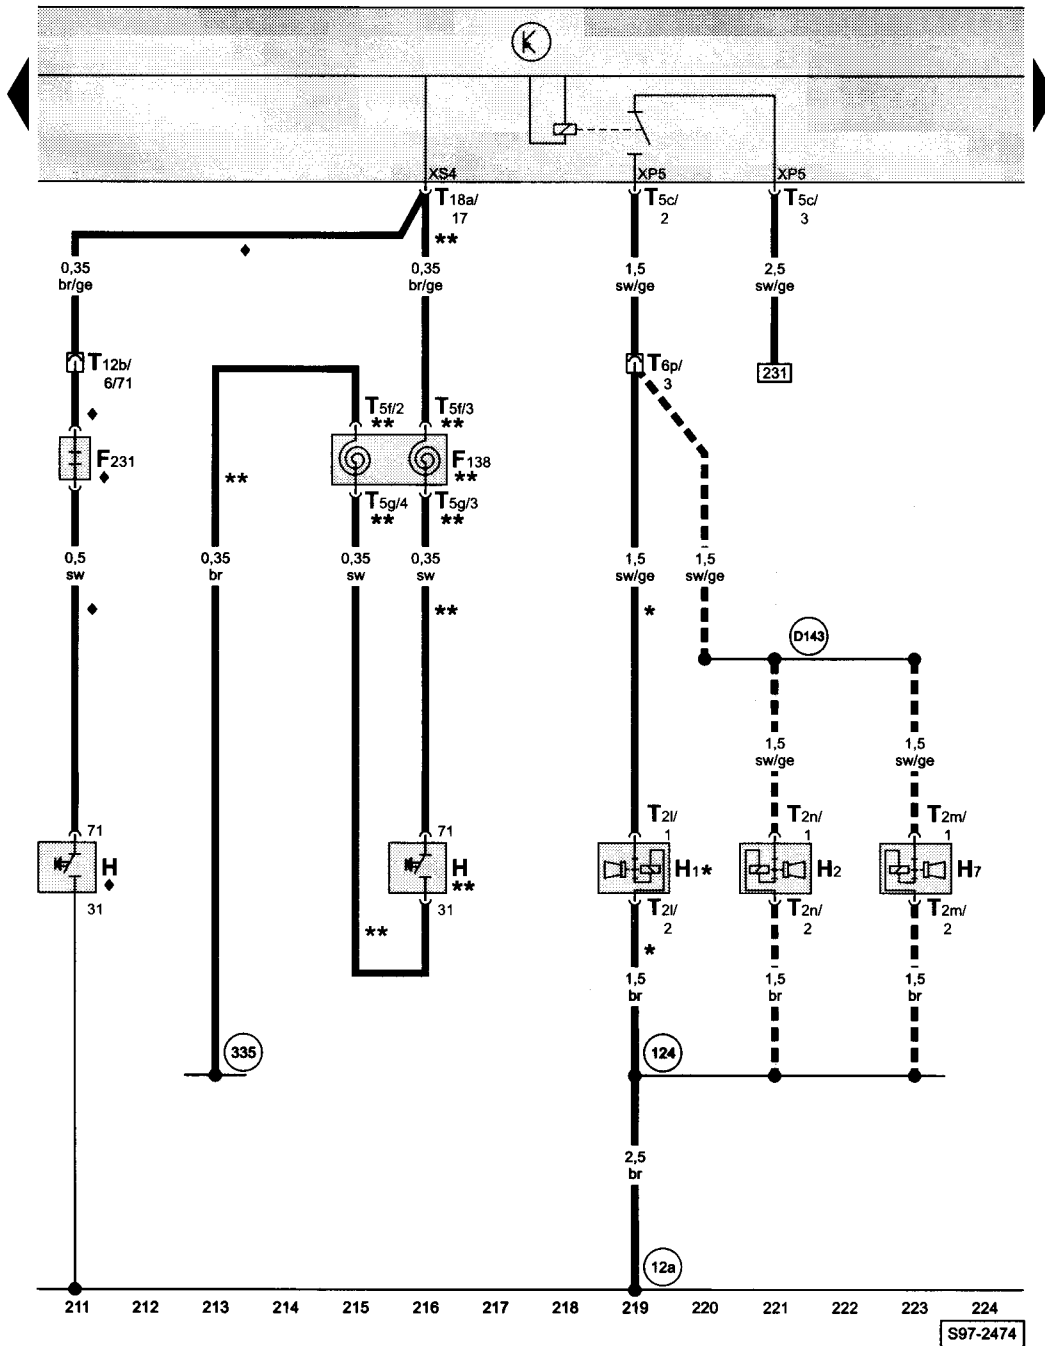 XS4 XP5 XP5
T18a/ T5c/ T5c/
17 2 3
**
♦
0,35 0,35 1,5 2,5
br/ge br/ge sw/ge sw/ge
T12b/ T6p/
6/71 3
231
♦
T5f/2 T5f/3
** **
F231 F138
♦ ** **
T5g/4 T5g/3
** **
0,5 0,35 0,35 0,35 1,5 1,5
sw br sw sw sw/ge sw/ge
♦ ** *
D143
1,5 1,5
sw/ge sw/ge
T2l/ T2n/ T2m/
71 71 1 1 1
H H H1* H2 H7
♦ **
31 31 T2l/ T2n/ T2m/
2 2 2
** *
1,5 1,5 1,5
br br br
335 124
2,5
br
12a
211 212 213 214 215 216 217 218 219 220 221 222 223 224
S97-2474